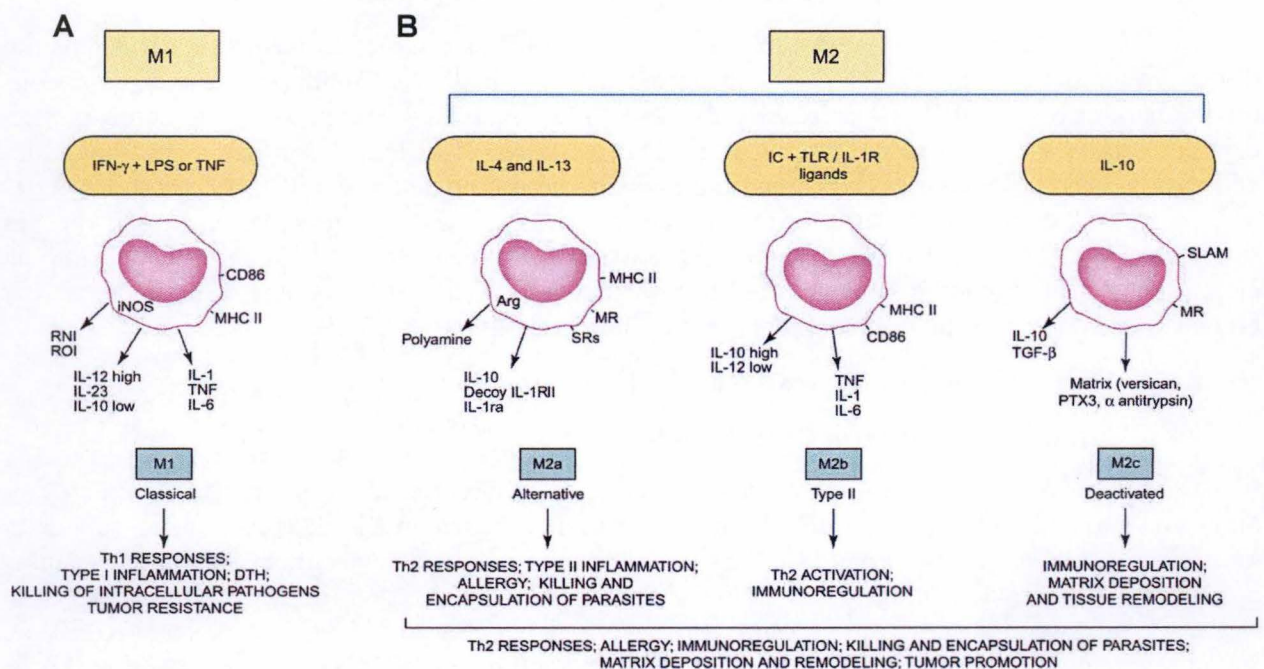 A
M1
IFN-γ + LPS or TNF
iNOS
CD86
MHC II
RNI
ROI
IL-12 high
IL-23
IL-10 low
IL-1
TNF
IL-6
M1
Classical
Th1 RESPONSES;
TYPE I INFLAMMATION; DTH;
KILLING OF INTRACELLULAR PATHOGENS
TUMOR RESISTANCE
B
M2
IL-4 and IL-13
Arg
MHC II
MR
SRs
Polyamine
IL-10
Decoy IL-1RII
IL-1ra
M2a
Alternative
Th2 RESPONSES; TYPE II INFLAMMATION;
ALLERGY; KILLING AND
ENCAPSULATION OF PARASITES
IC + TLR / IL-1R
ligands
MHC II
CD86
IL-10 high
IL-12 low
TNF
IL-1
IL-6
M2b
Type II
Th2 ACTIVATION;
IMMUNOREGULATION
IL-10
SLAM
MR
IL-10
TGF-β
Matrix (versican,
PTX3, α antitrypsin)
M2c
Deactivated
IMMUNOREGULATION;
MATRIX DEPOSITION
AND TISSUE REMODELING
Th2 RESPONSES; ALLERGY; IMMUNOREGULATION; KILLING AND ENCAPSULATION OF PARASITES;
MATRIX DEPOSITION AND REMODELING; TUMOR PROMOTION